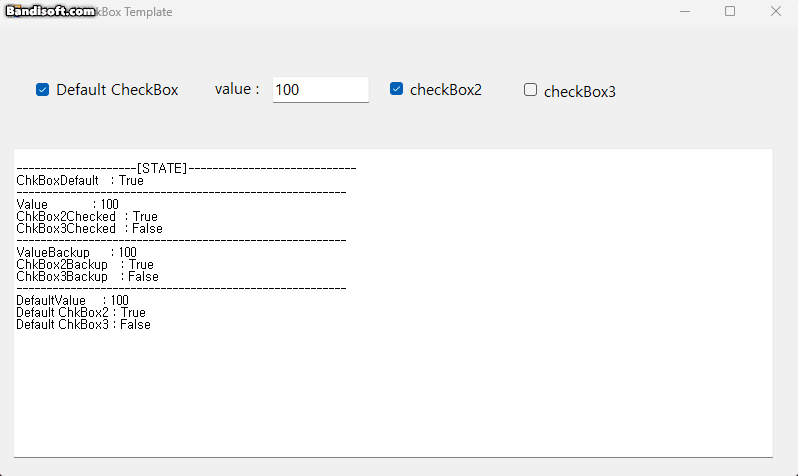 Bandisoft.com
Box Template
Default CheckBox value : 100 checkBox2 checkBox3
--------------------[STATE]----------------------------
ChkBoxDefault : True
-------------------------------------------------------
Value : 100
ChkBox2Checked : True
ChkBox3Checked : False
-------------------------------------------------------
ValueBackup : 100
ChkBox2Backup : True
ChkBox3Backup : False
-------------------------------------------------------
DefaultValue : 100
Default ChkBox2 : True
Default ChkBox3 : False